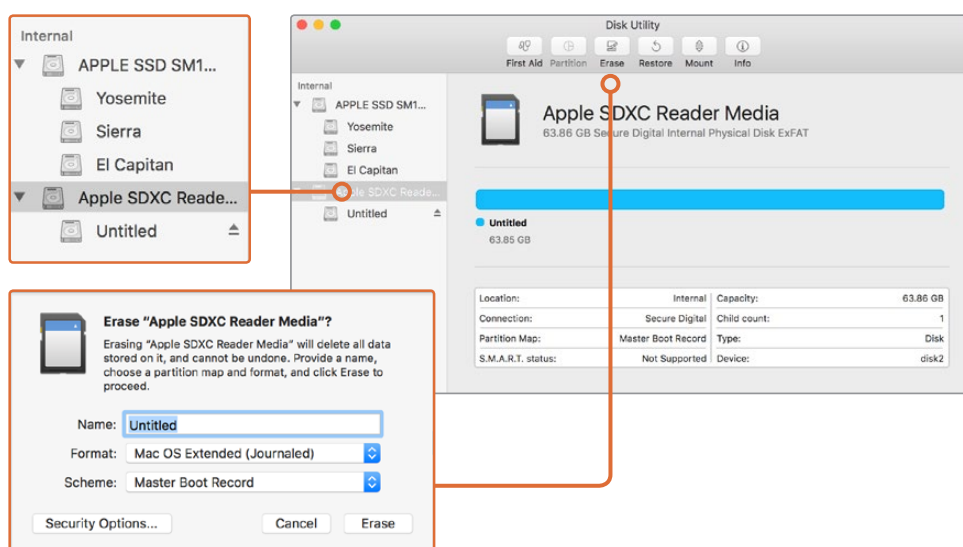 Internal
APPLE SSD SM1...
Yosemite
Sierra
El Capitan
Apple SDXC Reade...
Untitled
Disk Utility
First Aid Partition Erase Restore Mount Info
Internal
APPLE SSD SM1...
Yosemite
Sierra
El Capitan
Apple SDXC Reade...
Untitled
Apple SDXC Reader Media
63.86 GB Secure Digital Internal Physical Disk ExFAT
Untitled
63.85 GB
Location: Internal Capacity: 63.86 GB
Connection: Secure Digital Child count: 1
Partition Map: Master Boot Record Type: Disk
S.M.A.R.T. status: Not Supported Device: disk2
Erase “Apple SDXC Reader Media”?
Erasing “Apple SDXC Reader Media” will delete all data
stored on it, and cannot be undone. Provide a name,
choose a partition map and format, and click Erase to
proceed.
Name: Untitled
Format: Mac OS Extended (Journaled)
Scheme: Master Boot Record
Security Options... Cancel Erase